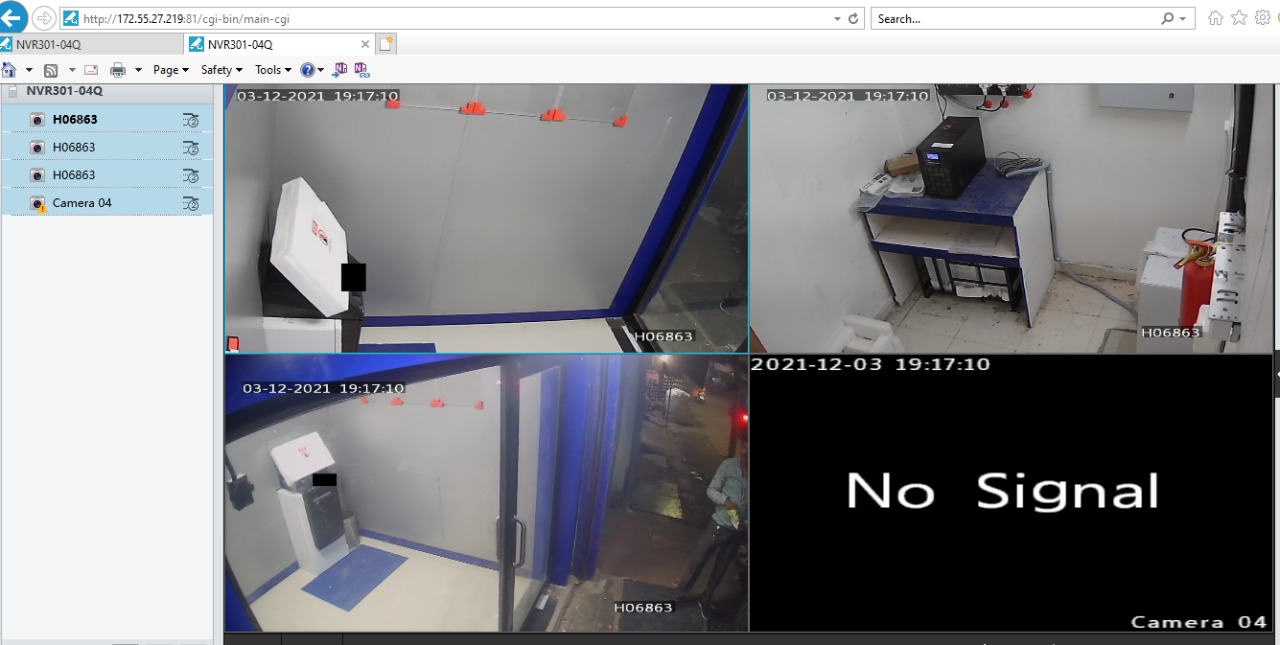 http://172.55.27.219:81/cgi-bin/main-cgi
Search...
NVR301-04Q
NVR301-04Q
Page
Safety
Tools
NVR301-04Q
H06863
H06863
H06863
Camera 04
03-12-2021 19:17:10
H06863
03-12-2021 19:17:10
H06863
03-12-2021 19:17:10
H06863
2021-12-03 19:17:10
No Signal
Camera 04